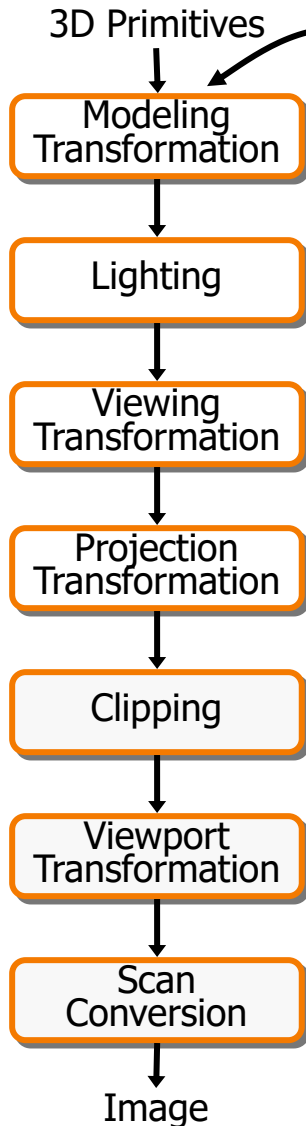 3D Primitives
Modeling
Transformation
Lighting
Viewing
Transformation
Projection
Transformation
Clipping
Viewport
Transformation
Scan
Conversion
Image